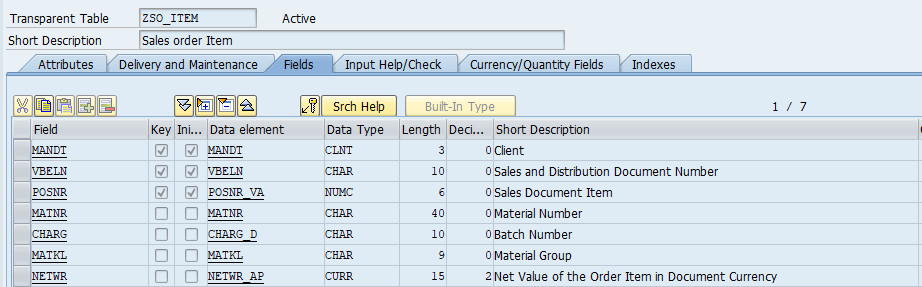 Transparent Table ZSO_ITEM Active
Short Description Sales order Item
Attributes Delivery and Maintenance Fields Input Help/Check Currency/Quantity Fields Indexes
Srch Help Built-In Type 1 / 7
Field Key Ini... Data element Data Type Length Deci... Short Description
MANDT MANDT CLNT 3 0 Client
VBELN VBELN CHAR 10 0 Sales and Distribution Document Number
POSNR POSNR_VA NUMC 6 0 Sales Document Item
MATNR MATNR CHAR 40 0 Material Number
CHARG CHARG_D CHAR 10 0 Batch Number
MATKL MATKL CHAR 9 0 Material Group
NETWR NETWR_AP CURR 15 2 Net Value of the Order Item in Document Currency